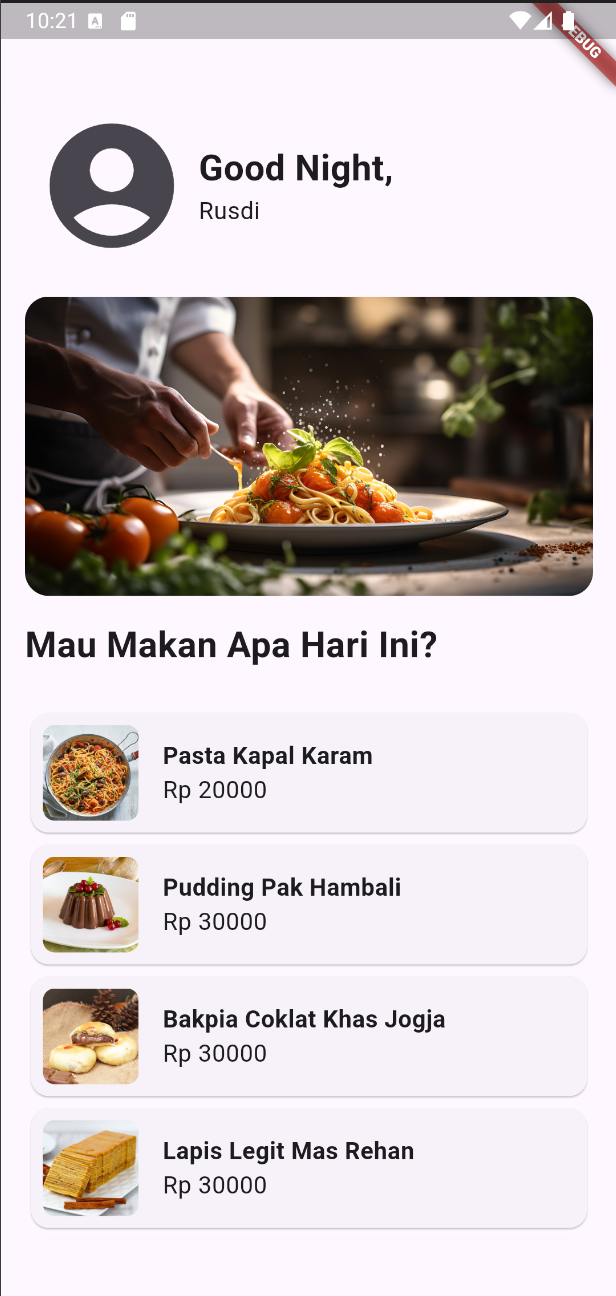 10:21
EBUG
Good Night,
Rusdi
Mau Makan Apa Hari Ini?
Pasta Kapal Karam
Rp 20000
Pudding Pak Hambali
Rp 30000
Bakpia Coklat Khas Jogja
Rp 30000
Lapis Legit Mas Rehan
Rp 30000